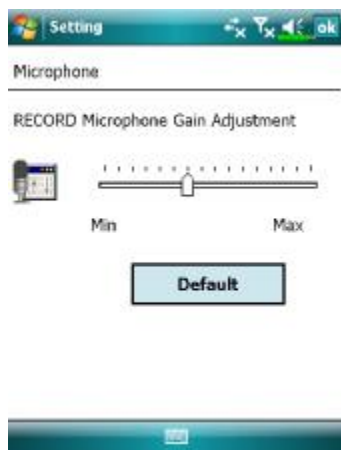 Setting ok
Microphone
RECORD Microphone Gain Adjustment
Min Max
Default